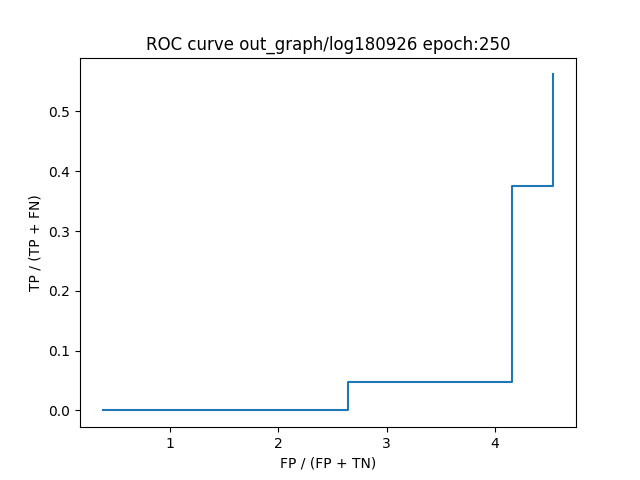 ROC curve out_graph/log180926 epoch:250
0.5
0.4
0.3
0.2
0.1
0.0
TP / (TP + FN)
1 2 3 4
FP / (FP + TN)